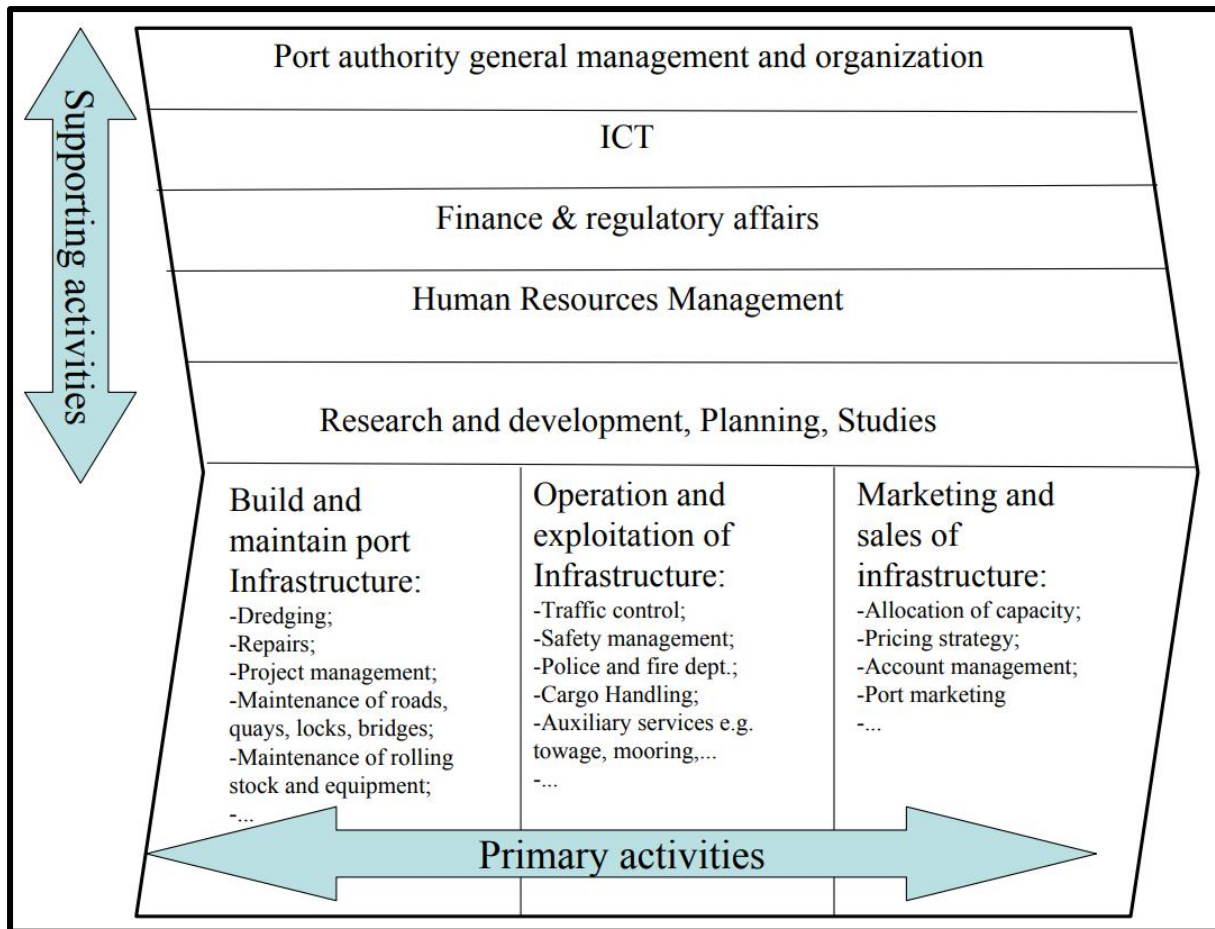 Supporting activities
Port authority general management and organization
ICT
Finance & regulatory affairs
Human Resources Management
Research and development, Planning, Studies
Build and
maintain port
Infrastructure:
-Dredging;
-Repairs;
-Project management;
-Maintenance of roads,
quays, locks, bridges;
-Maintenance of rolling
stock and equipment;
-...
Operation and
exploitation of
Infrastructure:
-Traffic control;
-Safety management;
-Police and fire dept.;
-Cargo Handling;
-Auxiliary services e.g.
towage, mooring,...
-...
Marketing and
sales of
infrastructure:
-Allocation of capacity;
-Pricing strategy;
-Account management;
-Port marketing
-...
Primary activities